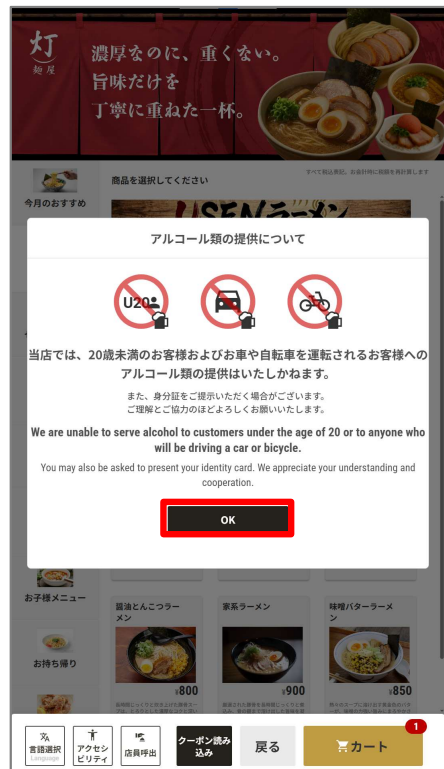 灯
麺屋
濃厚なのに、重くない。
旨味だけを
丁寧に重ねた一杯。
今月のおすすめ
商品を選択してください
すべて税込表記。お会計時に税額を再計算します
USENラーメン
アルコール類の提供について
U20
当店では、20歳未満のお客様およびお車や自転車を運転されるお客様への
アルコール類の提供はいたしかねます。
また、身分証をご提示いただく場合がございます。
ご理解とご協力のほどよろしくお願いいたします。
We are unable to serve alcohol to customers under the age of 20 or to anyone who
will be driving a car or bicycle.
You may also be asked to present your identity card. We appreciate your understanding and
cooperation.
OK
お子様メニュー
お持ち帰り
醤油とんこつラー
メン
¥800
家系ラーメン
¥900
味噌バターラーメ
ン
¥850
言語選択
Language
アクセシ
ビリティ
店員呼出
クーポン読み
込み
戻る
カート
1